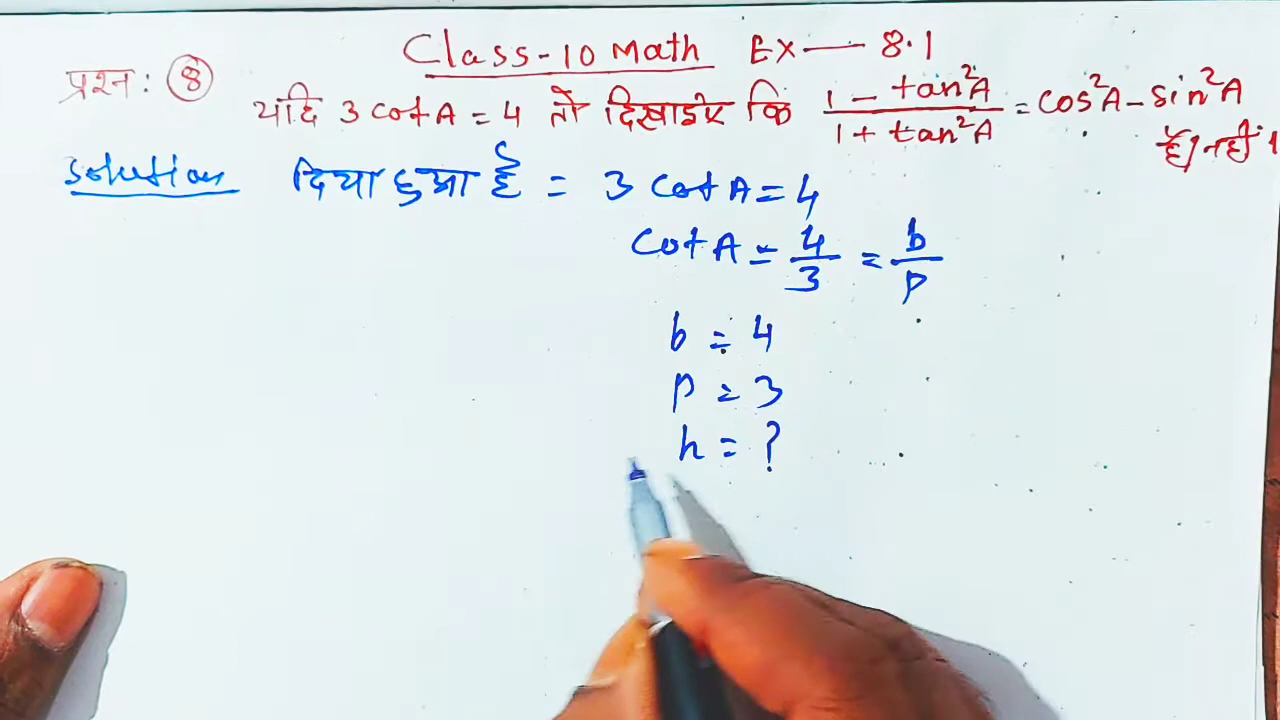 Class-10 Math Ex— 8.1
प्रश्न: 8
यदि 3 cot A = 4 तो दिखाईए कि (1 - tan²A)/(1 + tan²A) = cos²A - sin²A
है। नहीं।
Solution दिया हुआ है = 3 cot A = 4
cot A = 4/3 = b/p
b = 4
p = 3
h = ?